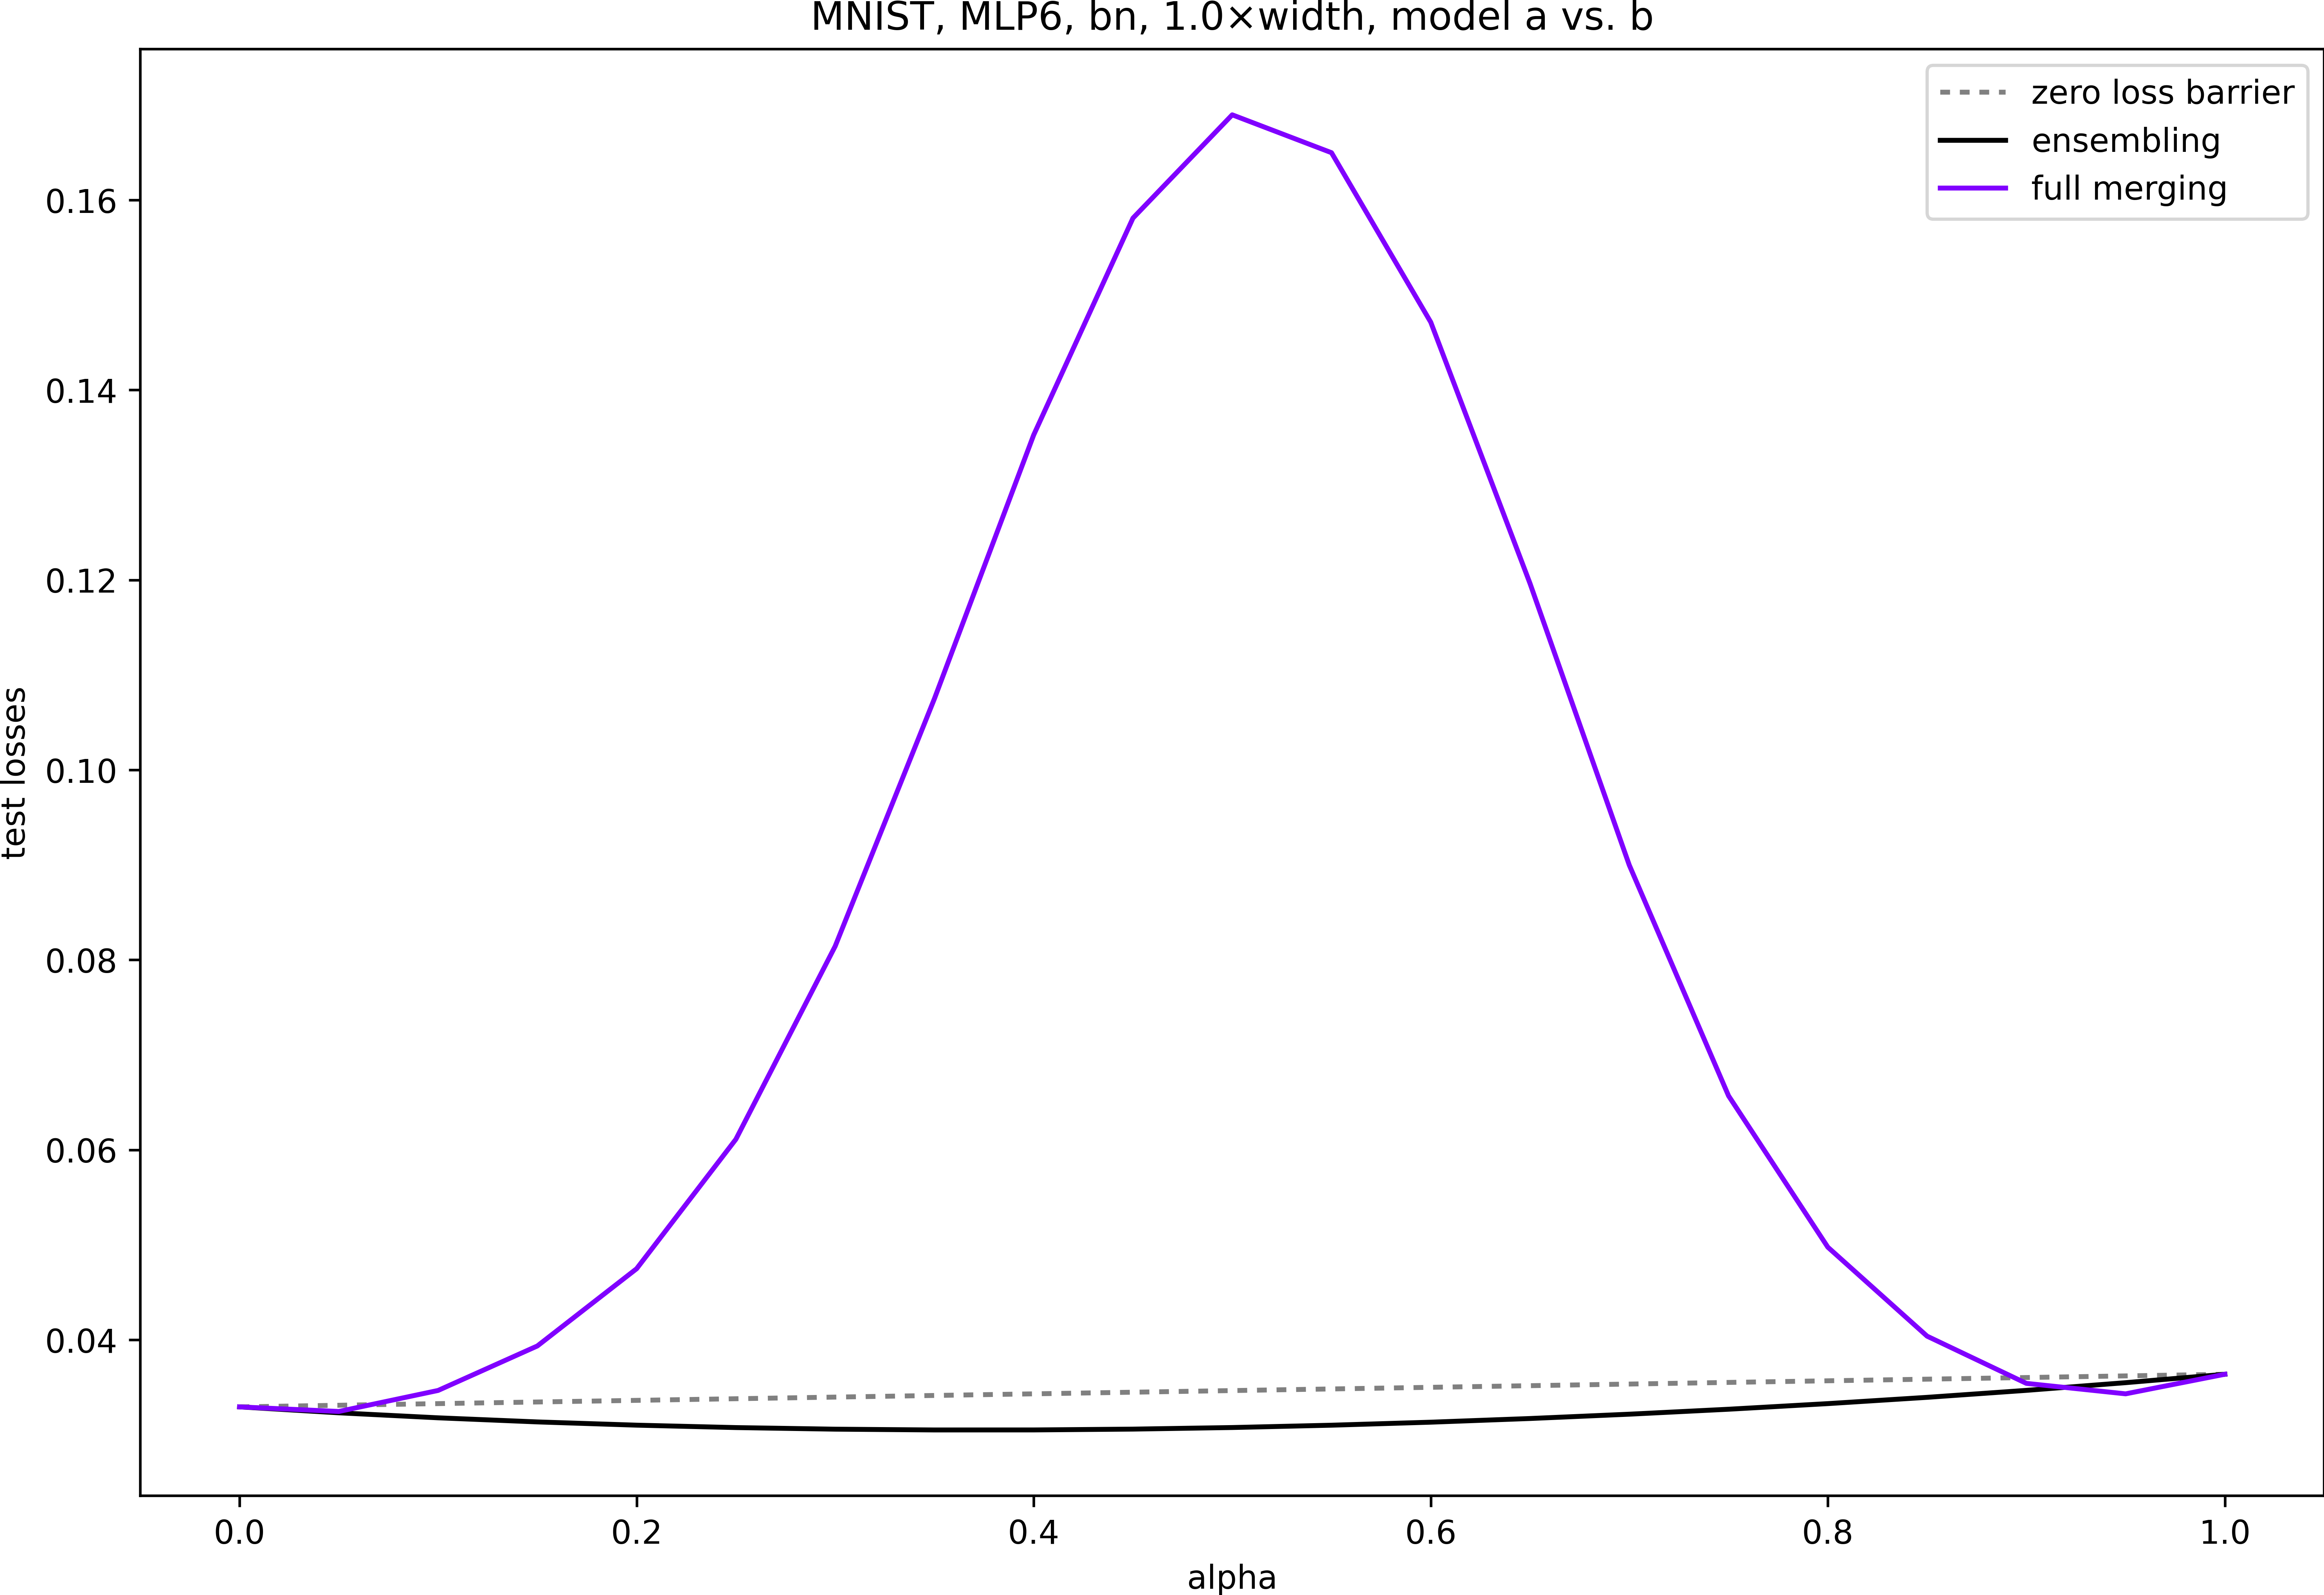 MNIST, MLP6, bn, 1.0×width, model a vs. b
zero loss barrier
ensembling
full merging
0.16
0.14
0.12
0.10
0.08
0.06
0.04
test losses
0.0 0.2 0.4 0.6 0.8 1.0
alpha